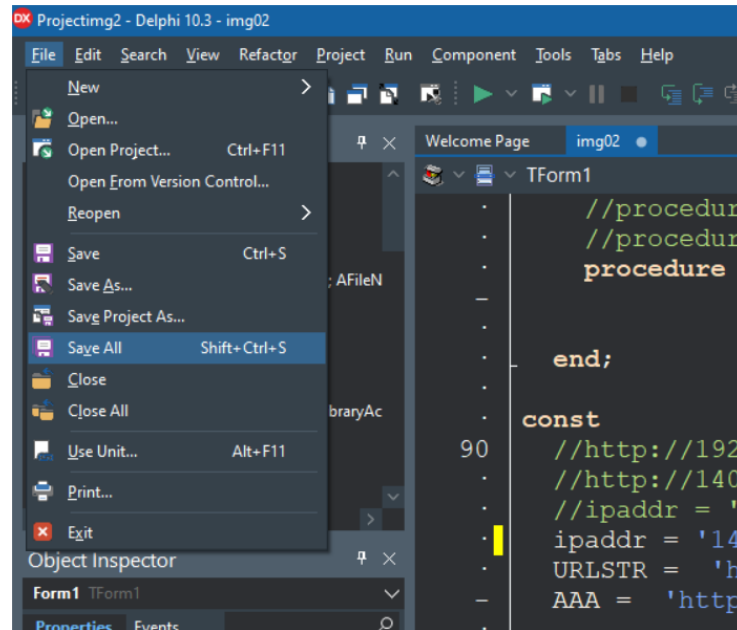 Projectimg2 - Delphi 10.3 - img02
File Edit Search View Refactor Project Run Component Tools Tabs Help
New
Open...
Open Project... Ctrl+F11
Open From Version Control...
Reopen
Save Ctrl+S
Save As...
Save Project As...
Save All Shift+Ctrl+S
Close
Close All
Use Unit... Alt+F11
Print...
Exit
; AFileN
braryAc
Object Inspector
Form1 TForm1
Properties Events
Welcome Page img02
TForm1
//procedur
//procedur
procedure
end;
const
90 //http://192
//http://140
//ipaddr = '
ipaddr = '14
URLSTR = 'h
AAA = 'http